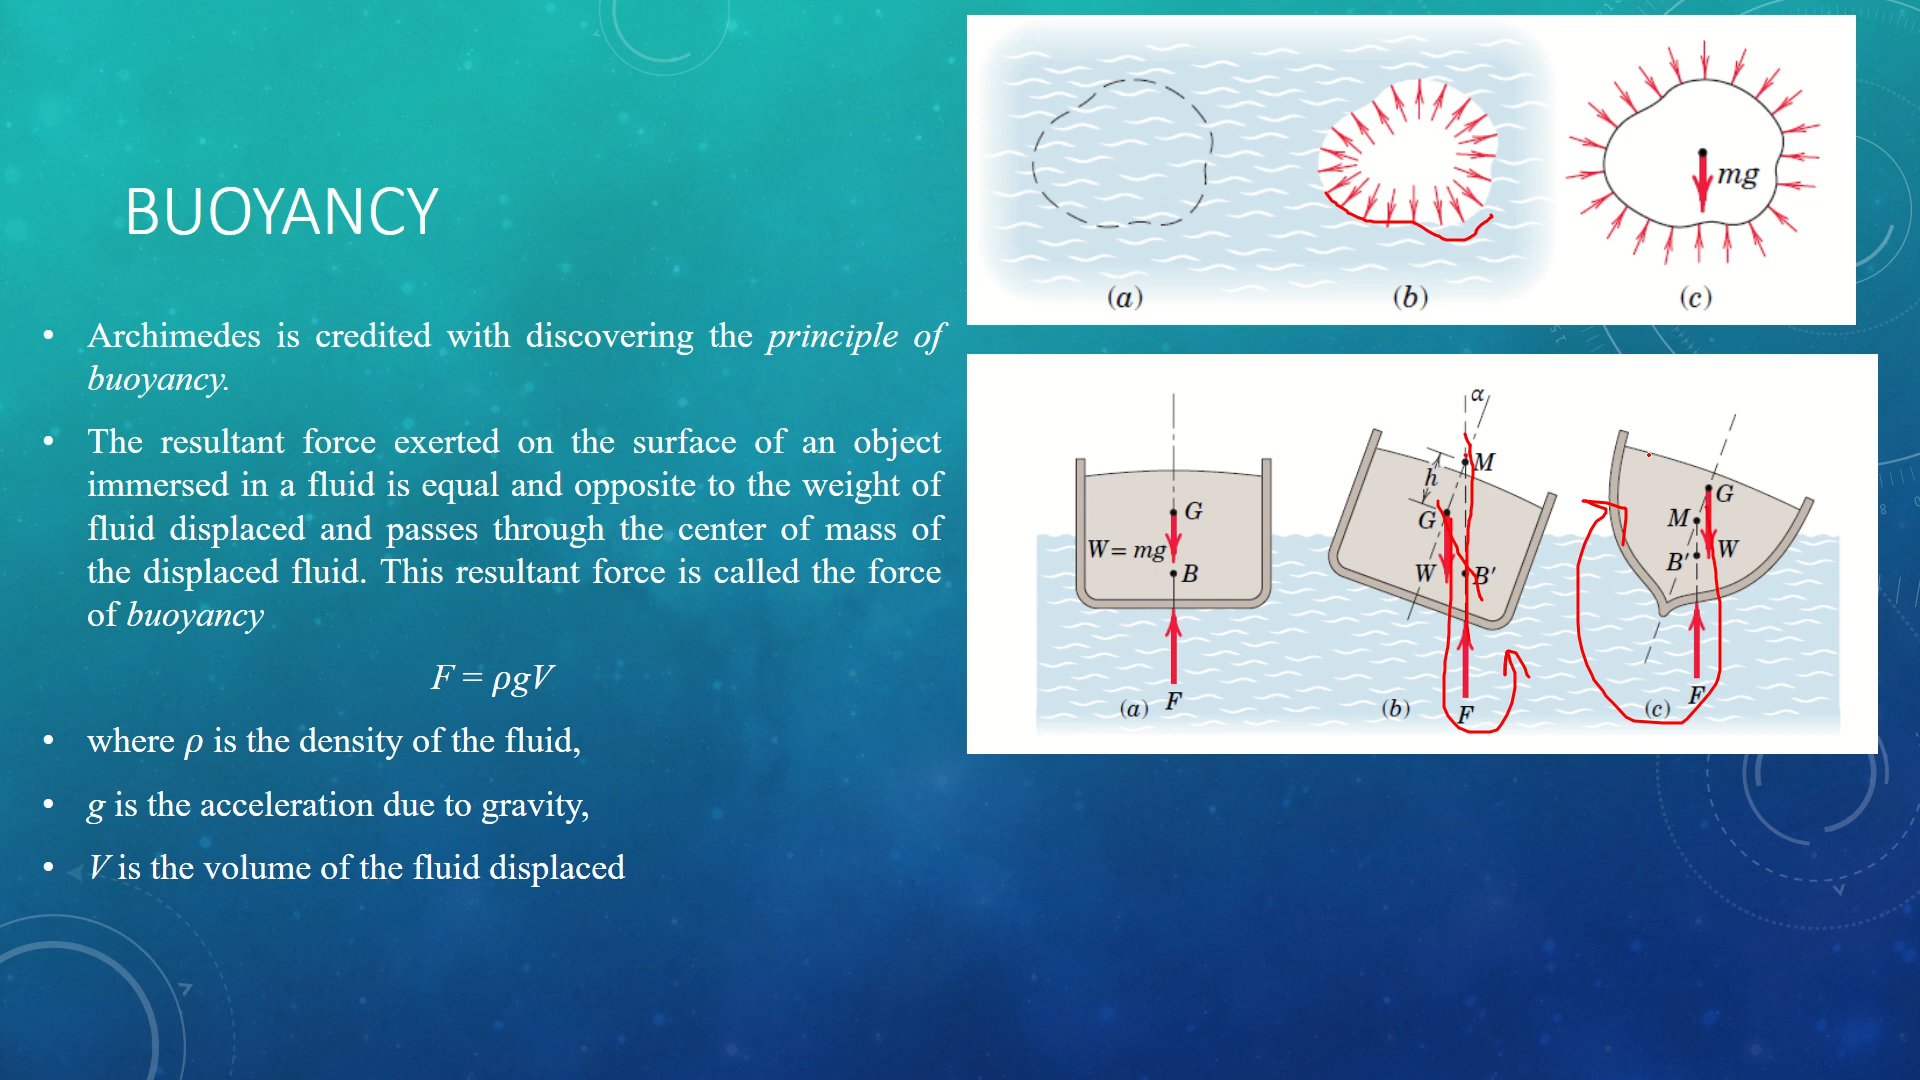 BUOYANCY
• Archimedes is credited with discovering the principle of
buoyancy.
• The resultant force exerted on the surface of an object
immersed in a fluid is equal and opposite to the weight of
fluid displaced and passes through the center of mass of
the displaced fluid. This resultant force is called the force
of buoyancy
F = ρgV
• where ρ is the density of the fluid,
• g is the acceleration due to gravity,
• V is the volume of the fluid displaced
mg
(a) (b) (c)
α
M
h
G
G
W = mg
B
W
B'
F
F
(a) (b)
G
M
B'
W
F
(c)